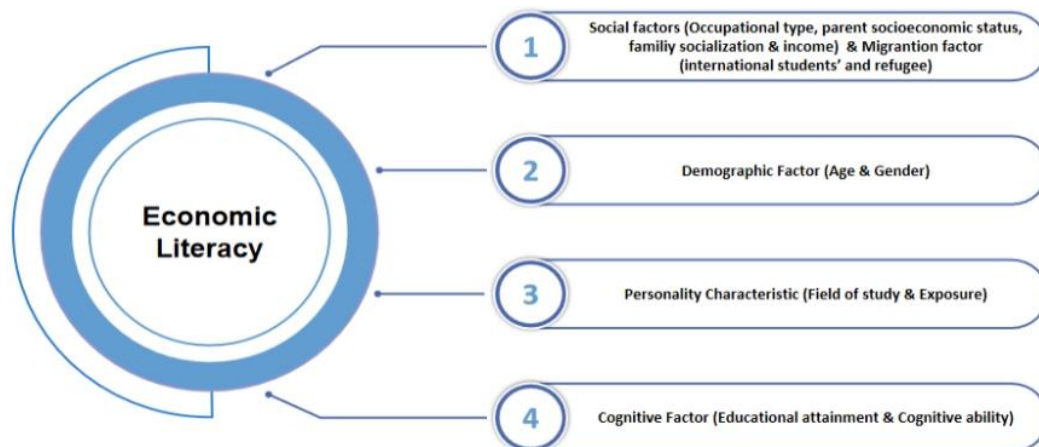 Economic
Literacy
1
Social factors (Occupational type, parent socioeconomic status,
familiy socialization & income) & Migrantion factor
(international students' and refugee)
2
Demographic Factor (Age & Gender)
3
Personality Characteristic (Field of study & Exposure)
4
Cognitive Factor (Educational attainment & Cognitive ability)